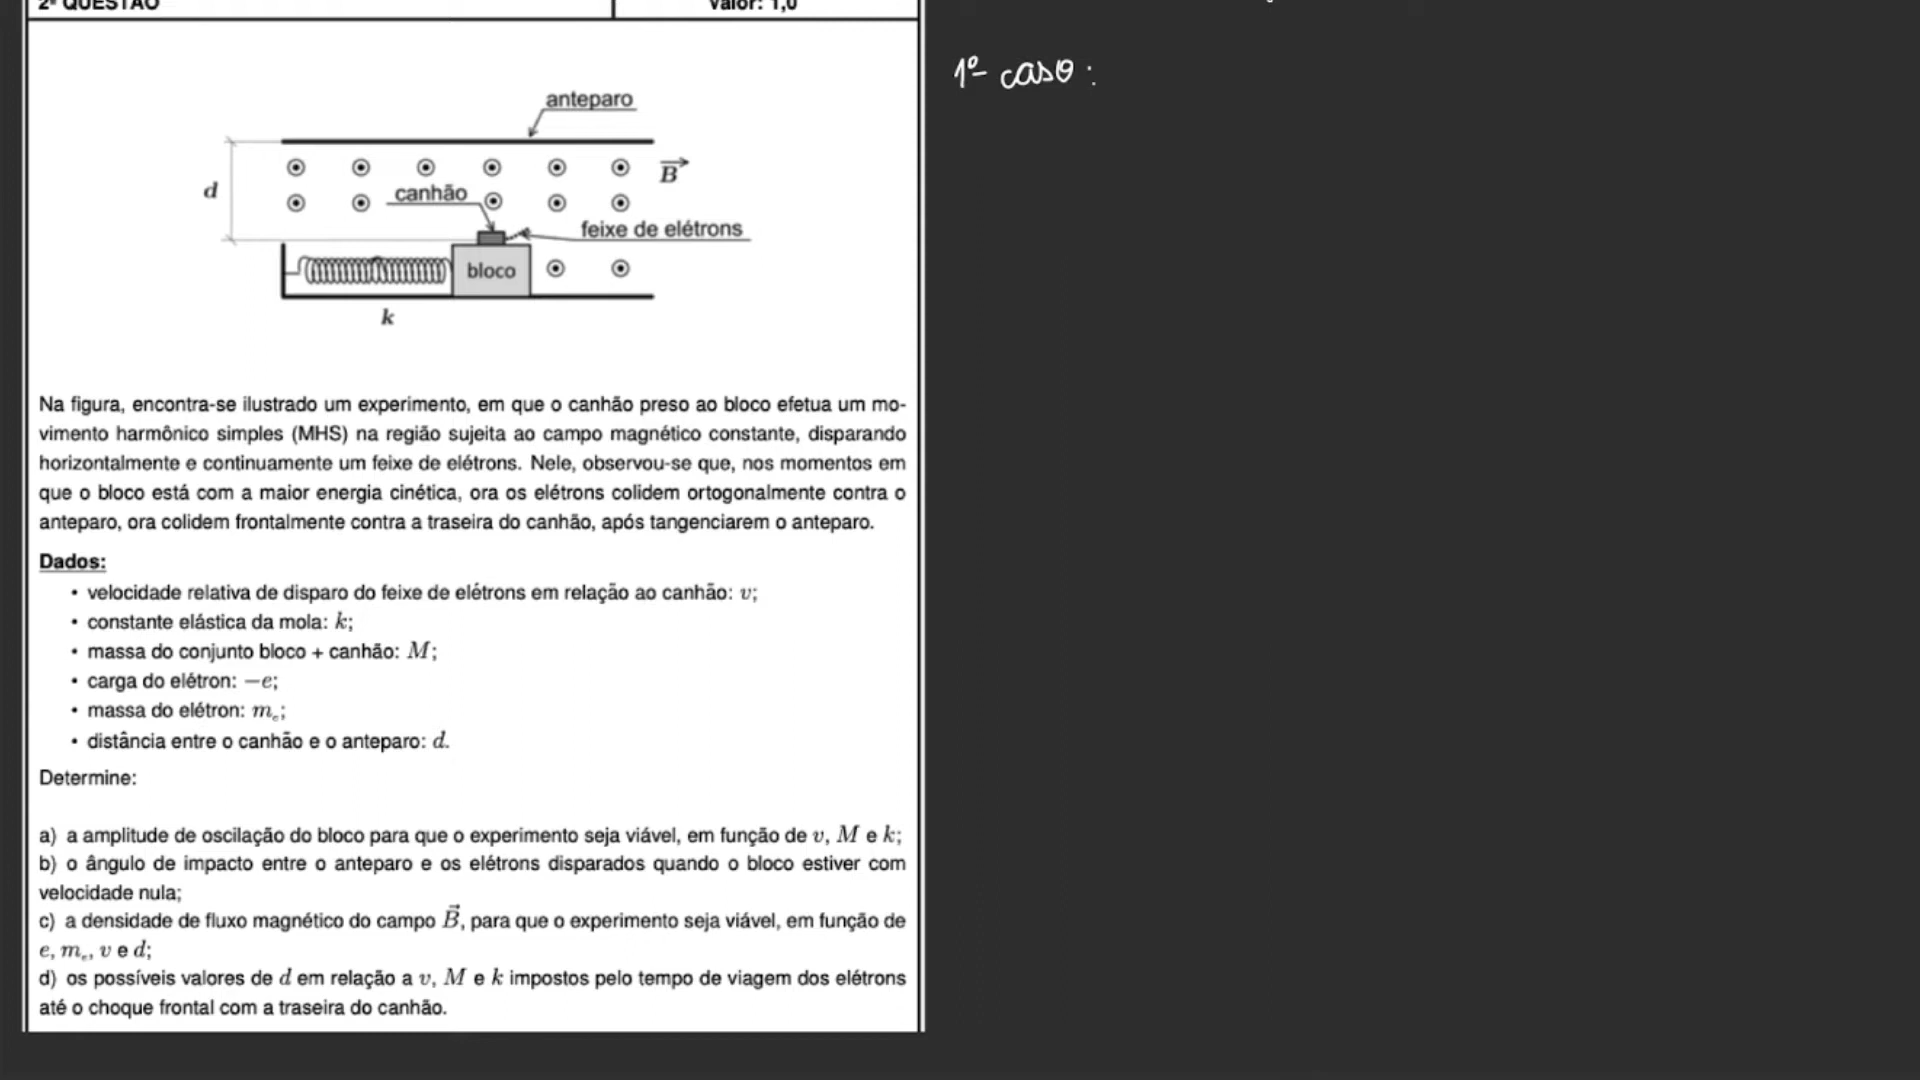 2ª QUESTÃO
Valor: 1,0
1º caso :
anteparo
B
d
canhão
feixe de elétrons
bloco
k
Na figura, encontra-se ilustrado um experimento, em que o canhão preso ao bloco efetua um mo-
vimento harmônico simples (MHS) na região sujeita ao campo magnético constante, disparando
horizontalmente e continuamente um feixe de elétrons. Nele, observou-se que, nos momentos em
que o bloco está com a maior energia cinética, ora os elétrons colidem ortogonalmente contra o
anteparo, ora colidem frontalmente contra a traseira do canhão, após tangenciarem o anteparo.
Dados:
• velocidade relativa de disparo do feixe de elétrons em relação ao canhão: v;
• constante elástica da mola: k;
• massa do conjunto bloco + canhão: M;
• carga do elétron: −e;
• massa do elétron: mₑ;
• distância entre o canhão e o anteparo: d.
Determine:
a) a amplitude de oscilação do bloco para que o experimento seja viável, em função de v, M e k;
b) o ângulo de impacto entre o anteparo e os elétrons disparados quando o bloco estiver com
velocidade nula;
c) a densidade de fluxo magnético do campo B⃗, para que o experimento seja viável, em função de
e, mₑ, v e d;
d) os possíveis valores de d em relação a v, M e k impostos pelo tempo de viagem dos elétrons
até o choque frontal com a traseira do canhão.